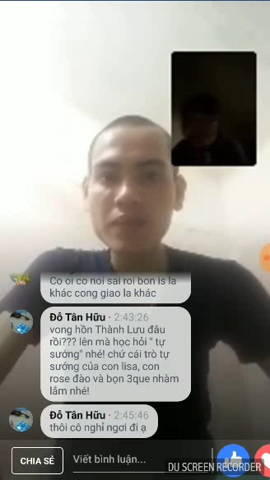 Co oi co noi sai roi bon is la
khác cong giao la khác
Đỗ Tân Hữu · 2:43:26
vong hồn Thành Lưu đâu
rồi??? lên mà học hỏi " tự
sướng" nhé! chứ cái trò tự
sướng của con lisa, con
rose đào và bọn 3que nhàm
lắm nhé!
Đỗ Tân Hữu · 2:45:46
thôi cô nghỉ ngơi đi ạ
CHIA SẺ
Viết bình luận...
DU SCREEN RECORDER